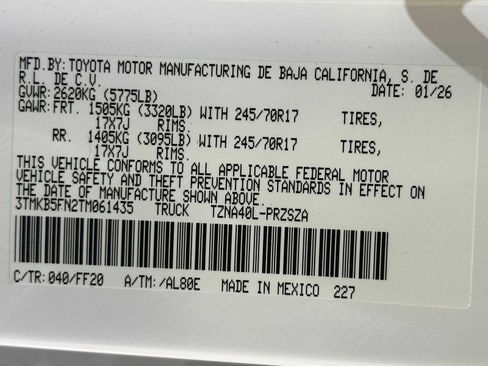 MFD.BY:TOYOTA MOTOR MANUFACTURING DE BAJA CALIFORNIA, S. DE
R.L. DE C.V. DATE: 01/26
GVWR:2620KG (5775LB)
GAWR:FRT. 1505KG (3320LB) WITH 245/70R17 TIRES,
17X7J RIMS.
RR. 1405KG (3095LB) WITH 245/70R17 TIRES,
17X7J RIMS.
THIS VEHICLE CONFORMS TO ALL APPLICABLE FEDERAL MOTOR
VEHICLE SAFETY AND THEFT PREVENTION STANDARDS IN EFFECT ON
THE DATE OF MANUFACTURE SHOWN ABOVE.
3TMKB5FN2TM061435 TRUCK TZNA40L-PRZSZA
C/TR:040/FF20 A/TM:/AL80E MADE IN MEXICO 227